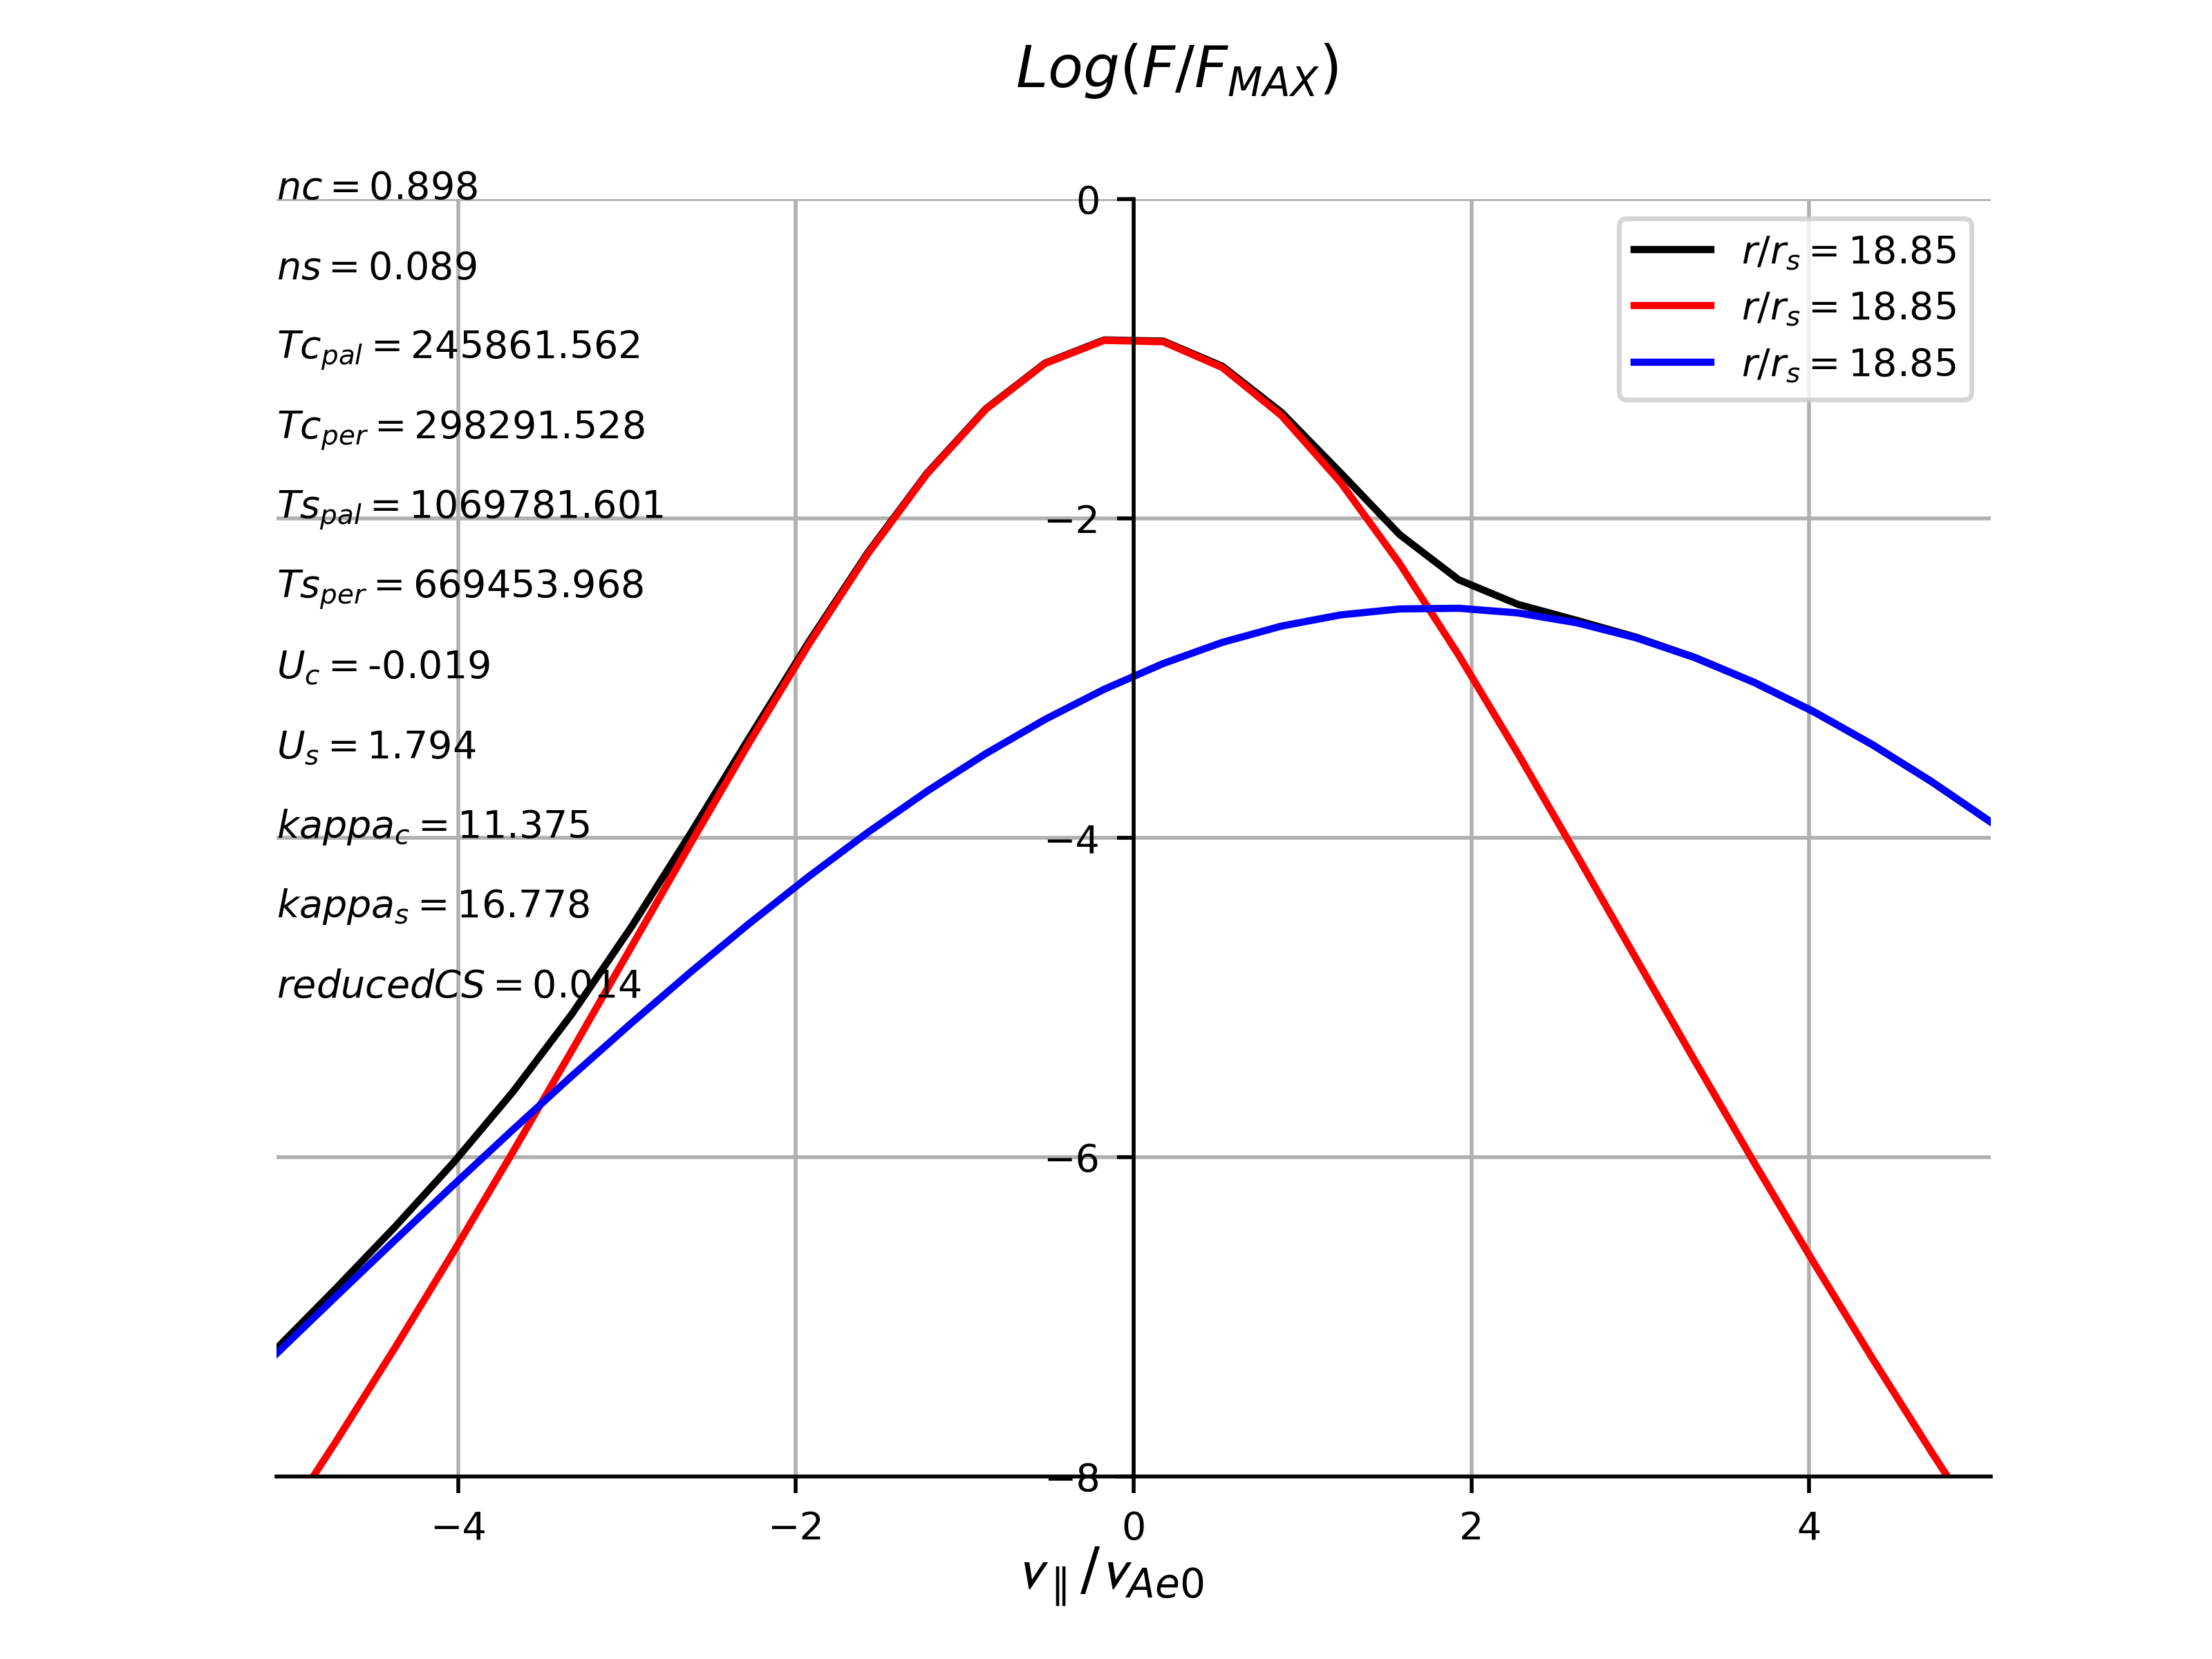 Log(F/F_MAX)
nc = 0.898
ns = 0.089
Tc_pal = 245861.562
Tc_per = 298291.528
Ts_pal = 1069781.601
Ts_per = 669453.968
U_c = -0.019
U_s = 1.794
kappa_c = 11.375
kappa_s = 16.778
reducedCS = 0.014
0
−2
−4
−6
−8
r/r_s = 18.85
r/r_s = 18.85
r/r_s = 18.85
−4 −2 0 2 4
v_∥/v_Ae0